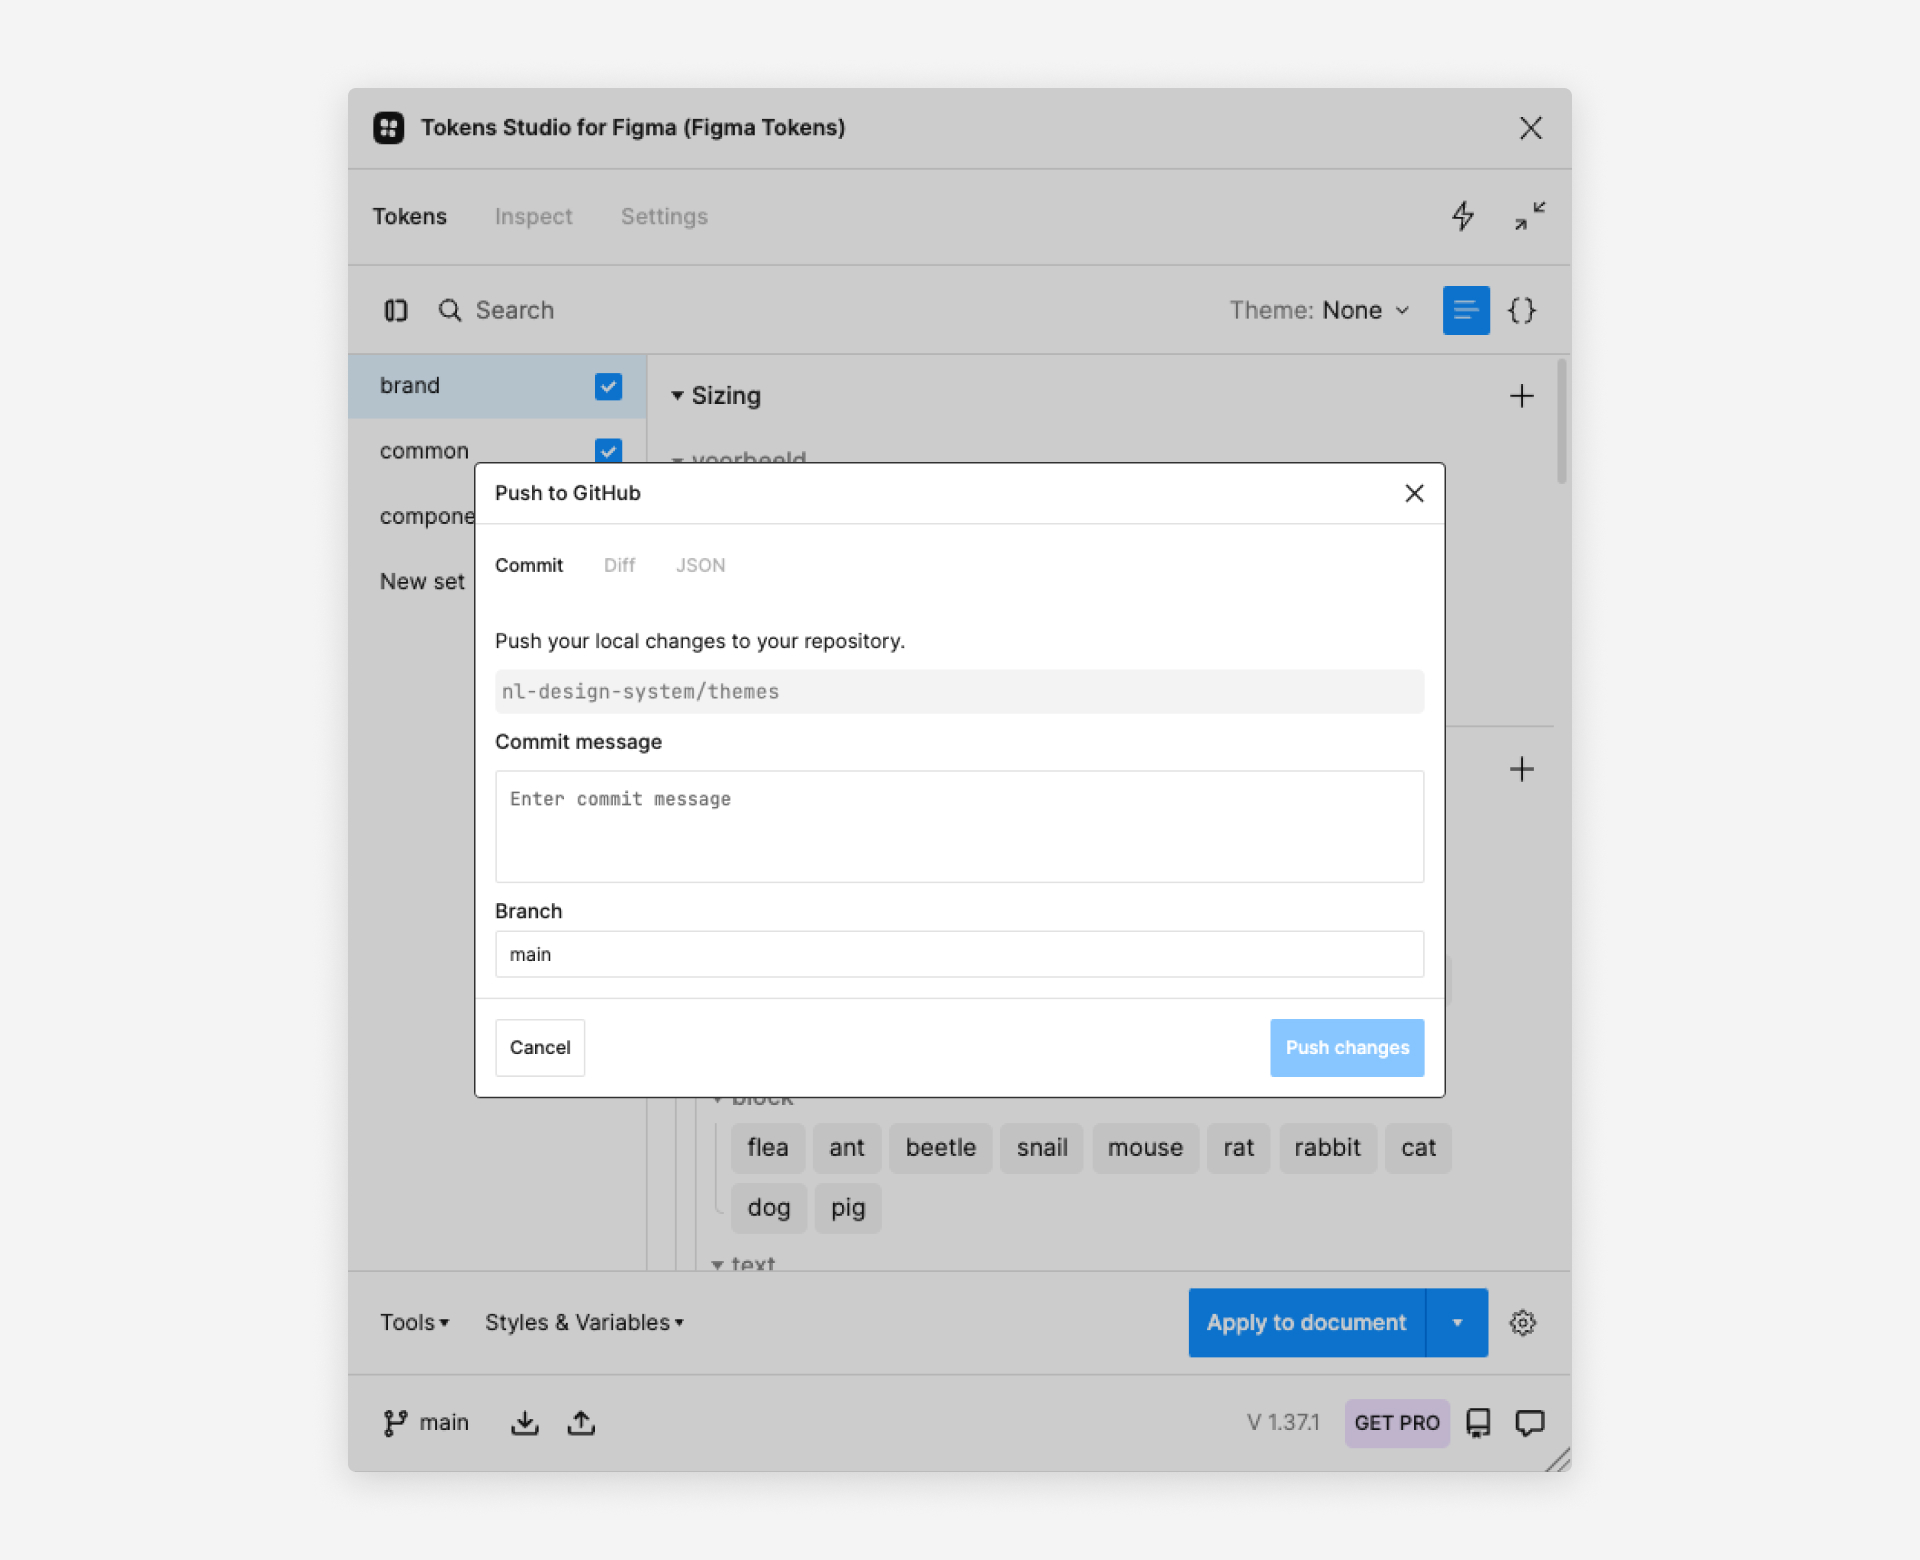 Tokens Studio for Figma (Figma Tokens)
Tokens Inspect Settings
Search Theme: None
brand
common
compone
New set
Sizing
voorbeeld
Push to GitHub
Commit Diff JSON
Push your local changes to your repository.
nl-design-system/themes
Commit message
Enter commit message
Branch
main
Cancel Push changes
block
flea ant beetle snail mouse rat rabbit cat
dog pig
text
Tools Styles & Variables Apply to document
main V 1.37.1 GET PRO